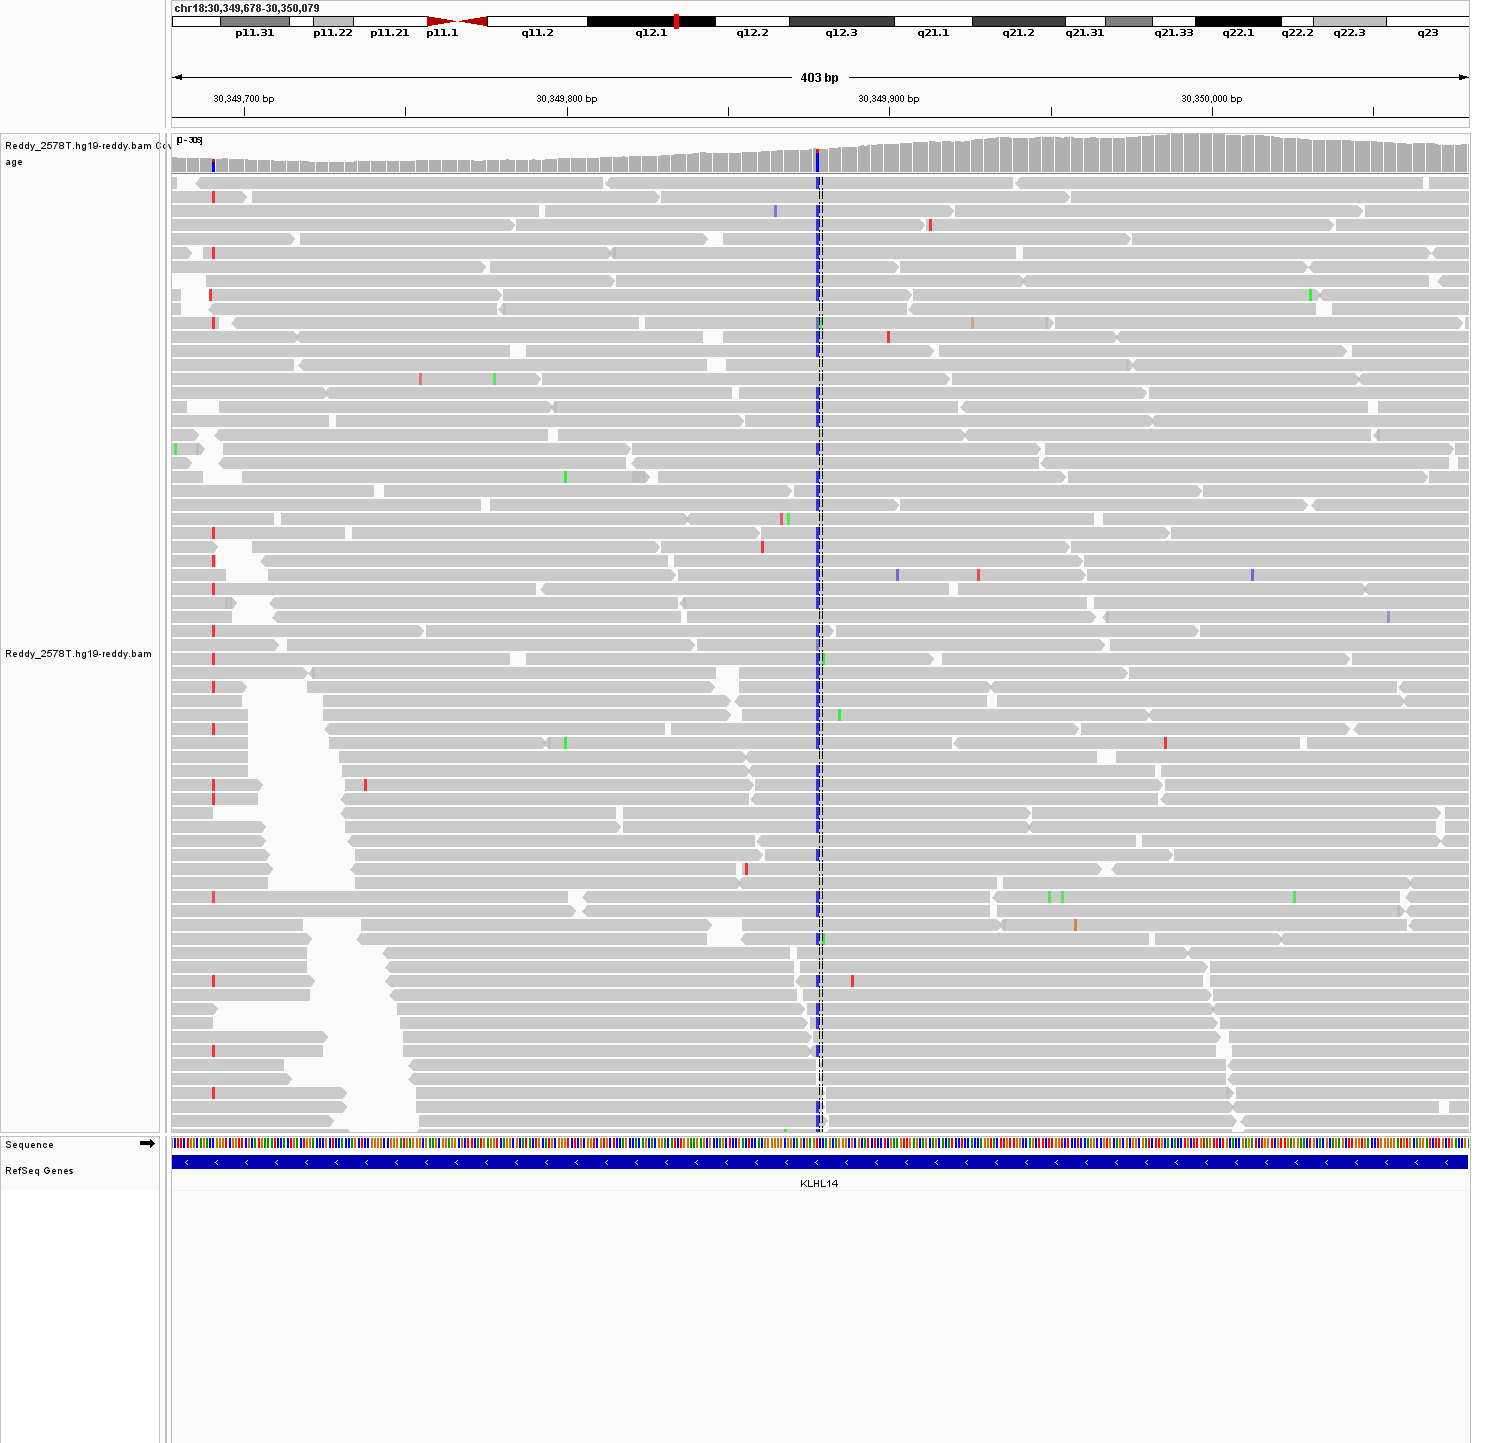 chr18:30,349,678-30,350,079
p11.31 p11.22 p11.21 p11.1 q11.2 q12.1 q12.2 q12.3 q21.1 q21.2 q21.31 q21.33 q22.1 q22.2 q22.3 q23
403 bp
30,349,700 bp 30,349,800 bp 30,349,900 bp 30,350,000 bp
Reddy_2578T.hg19-reddy.bam Cov
age
Reddy_2578T.hg19-reddy.bam
Sequence
RefSeq Genes
KLHL14